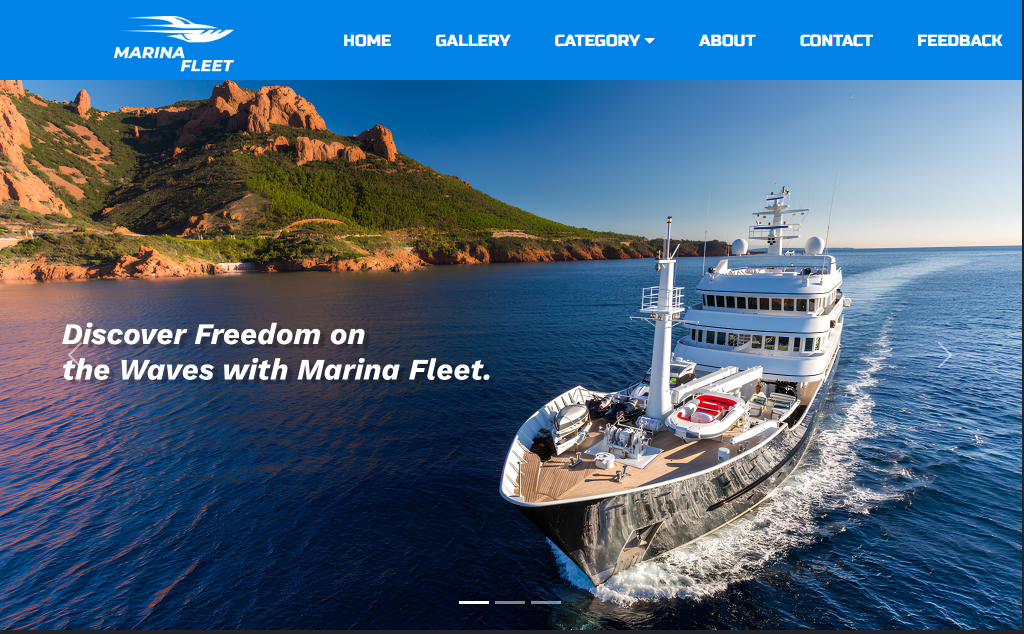 MARINA
FLEET
HOME GALLERY CATEGORY ABOUT CONTACT FEEDBACK
Discover Freedom on
the Waves with Marina Fleet.